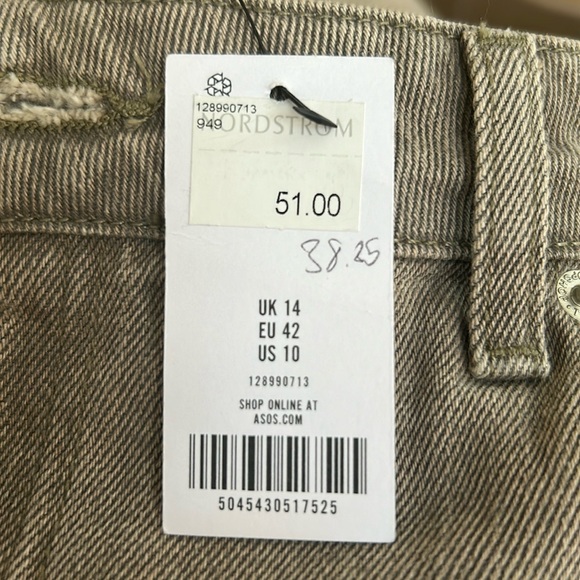 128990713
949
NORDSTROM
51.00
38.25
UK 14
EU 42
US 10
128990713
SHOP ONLINE AT
ASOS.COM
5045430517525